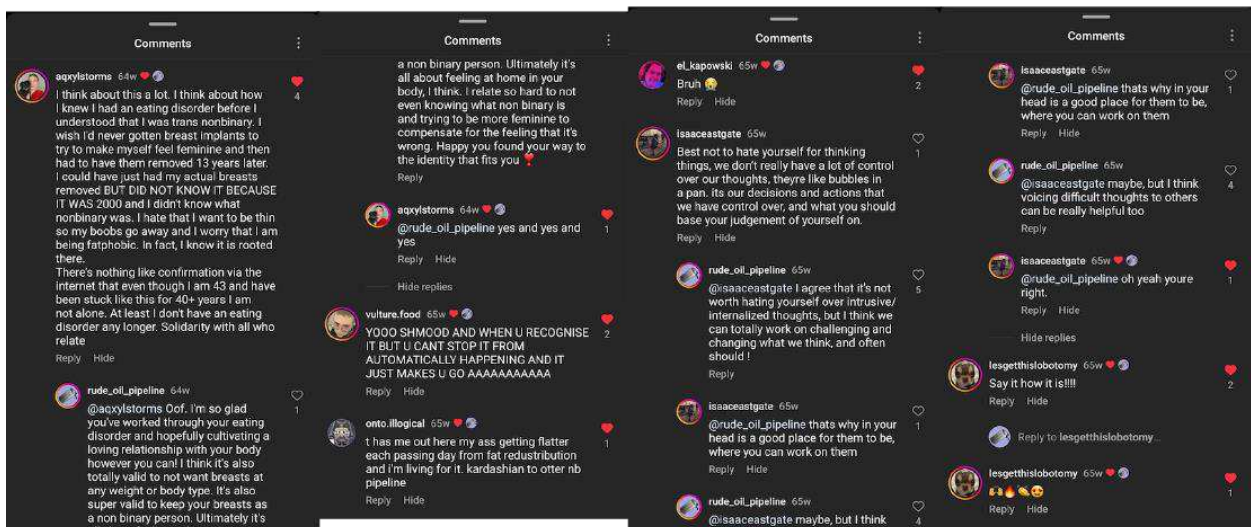 Comments
aqxylstorms 64w
4
I think about this a lot. I think about how
I knew I had an eating disorder before I
understood that I was trans nonbinary. I
wish I'd never gotten breast implants to
try to make myself feel feminine and then
had to have them removed 13 years later.
I could have just had my actual breasts
removed BUT DID NOT KNOW IT BECAUSE
IT WAS 2000 and I didn't know what
nonbinary was. I hate that I want to be thin
so my boobs go away and I worry that I am
being fatphobic. In fact, I know it is rooted
there.
There's nothing like confirmation via the
internet that even though I am 43 and have
been stuck like this for 40+ years I am
not alone. At least I don't have an eating
disorder any longer. Solidarity with all who
relate
Reply Hide
rude_oil_pipeline 64w
1
@aqxylstorms Oof. I'm so glad
you've worked through your eating
disorder and hopefully cultivating a
loving relationship with your body
however you can! I think it's also
totally valid to not want breasts at
any weight or body type. It's also
super valid to keep your breasts as
a non binary person. Ultimately it's
Comments
a non binary person. Ultimately it's
all about feeling at home in your
body, I think. I relate so hard to not
even knowing what non binary is
and trying to be more feminine to
compensate for the feeling that it's
wrong. Happy you found your way to
the identity that fits you ❣️
Reply
aqxylstorms 64w
1
@rude_oil_pipeline yes and yes and
yes
Reply Hide
Hide replies
vulture.food 65w
2
YOOO SHMOOD AND WHEN U RECOGNISE
IT BUT U CANT STOP IT FROM
AUTOMATICALLY HAPPENING AND IT
JUST MAKES U GO AAAAAAAAAAA
Reply Hide
onto.illogical 65w
1
t has me out here my ass getting flatter
each passing day from fat redustribution
and i'm living for it. kardashian to otter nb
pipeline
Reply Hide
Comments
el_kapowski 65w
2
Bruh 😭
Reply Hide
isaaceastgate 65w
1
Best not to hate yourself for thinking
things, we don't really have a lot of control
over our thoughts, theyre like bubbles in
a pan. its our decisions and actions that
we have control over, and what you should
base your judgement of yourself on.
Reply Hide
rude_oil_pipeline 65w
5
@isaaceastgate I agree that it's not
worth hating yourself over intrusive/
internalized thoughts, but I think we
can totally work on challenging and
changing what we think, and often
should !
Reply
isaaceastgate 65w
1
@rude_oil_pipeline thats why in your
head is a good place for them to be,
where you can work on them
Reply Hide
rude_oil_pipeline 65w
4
@isaaceastgate maybe, but I think
Comments
isaaceastgate 65w
1
@rude_oil_pipeline thats why in your
head is a good place for them to be,
where you can work on them
Reply Hide
rude_oil_pipeline 65w
4
@isaaceastgate maybe, but I think
voicing difficult thoughts to others
can be really helpful too
Reply
isaaceastgate 65w
1
@rude_oil_pipeline oh yeah youre
right.
Reply Hide
Hide replies
lesgetthislobotomy 65w
2
Say it how it is!!!!
Reply Hide
Reply to lesgetthislobotomy...
lesgetthislobotomy 65w
1
Reply Hide